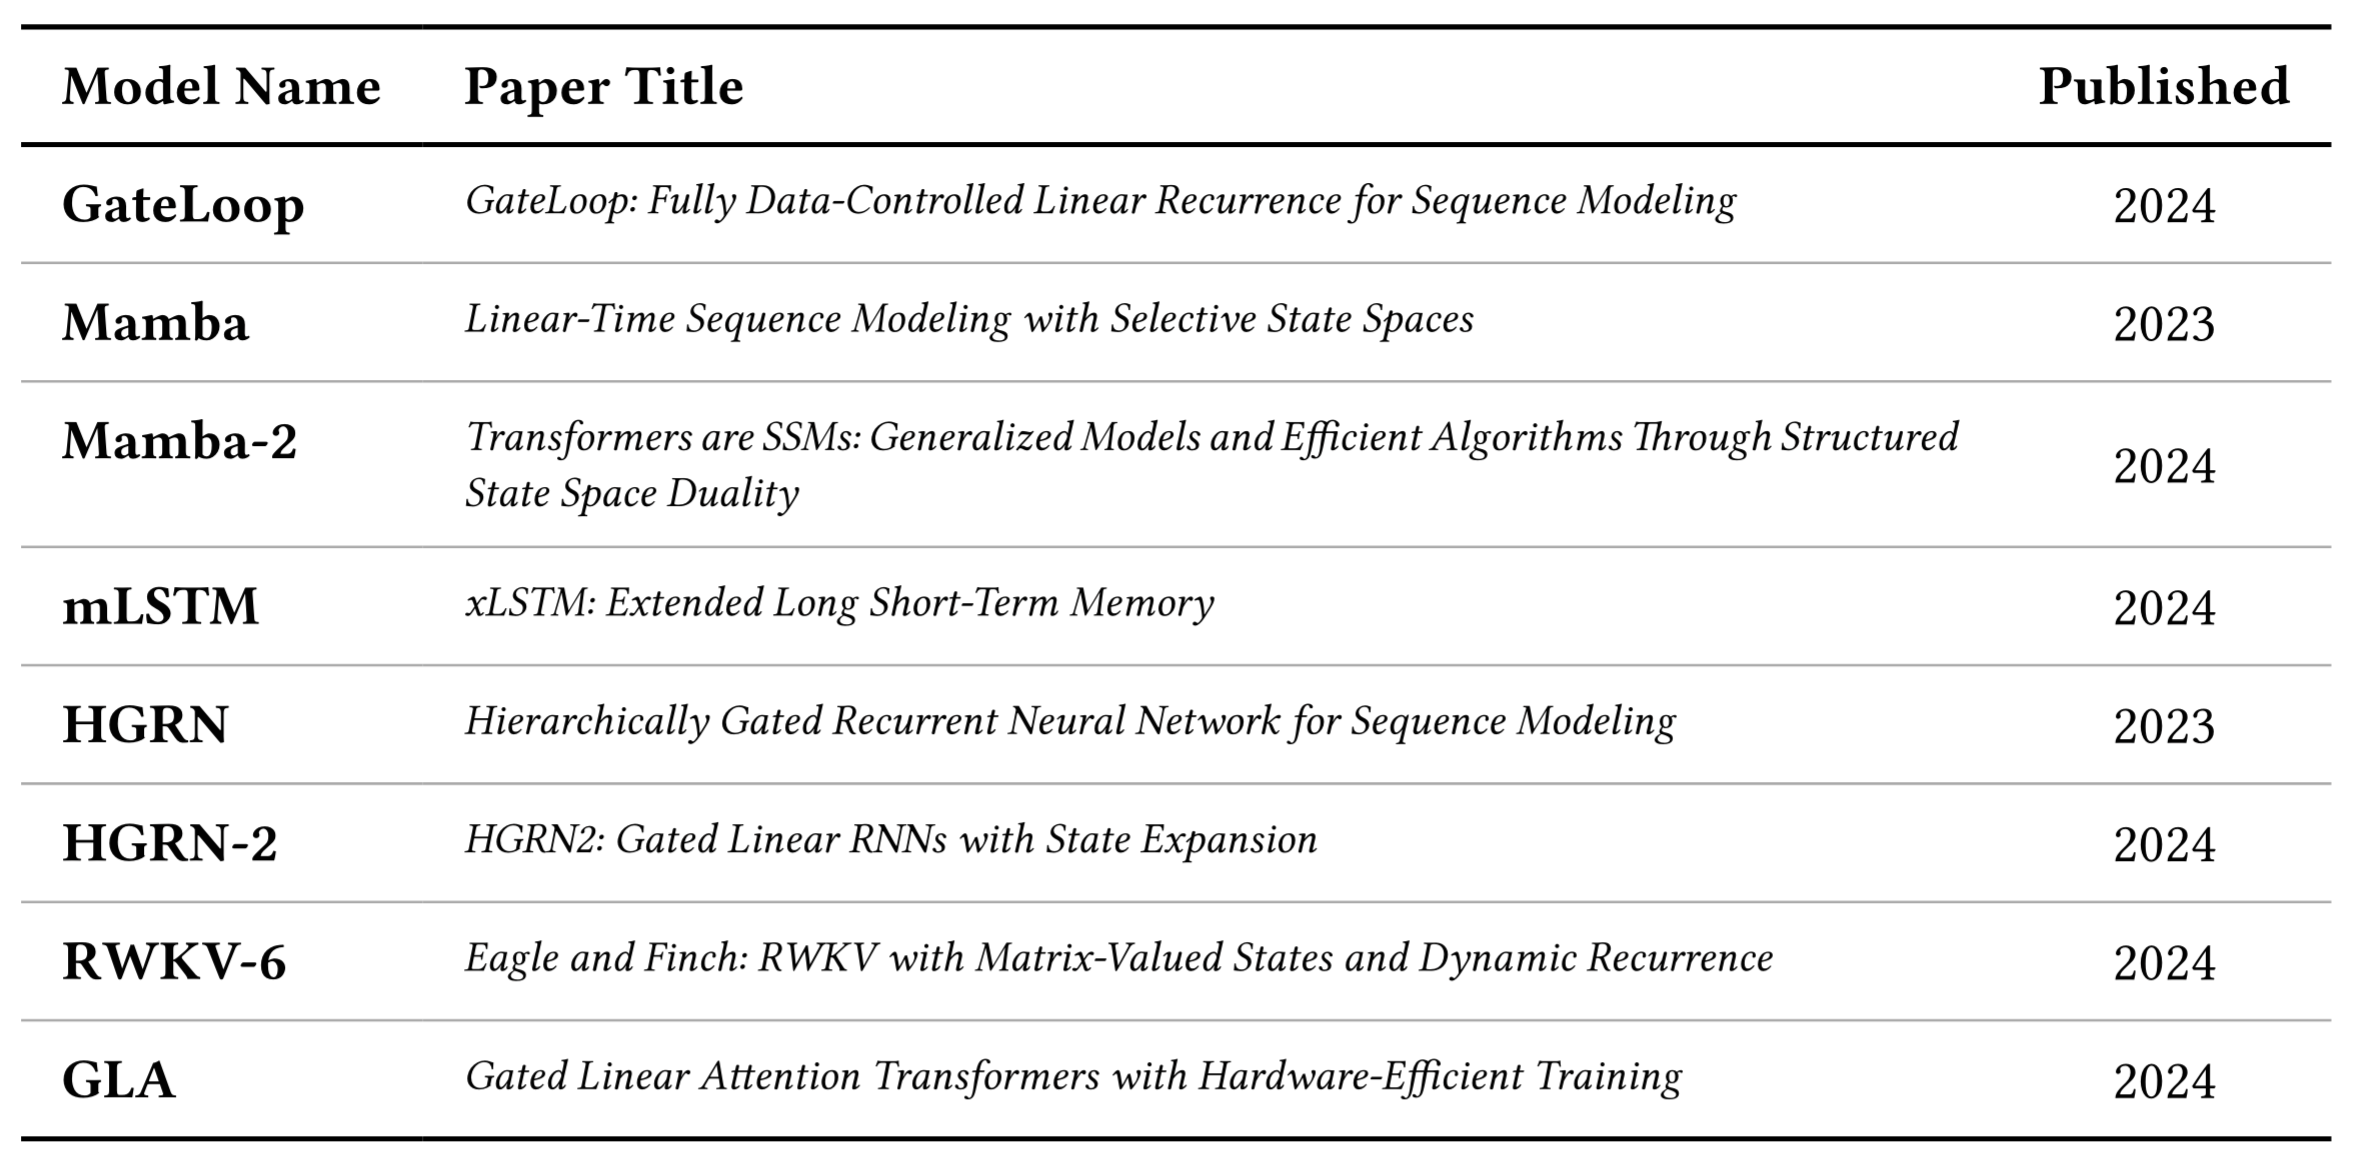 Model Name Paper Title Published
GateLoop GateLoop: Fully Data-Controlled Linear Recurrence for Sequence Modeling 2024
Mamba Linear-Time Sequence Modeling with Selective State Spaces 2023
Mamba-2 Transformers are SSMs: Generalized Models and Efficient Algorithms Through Structured
State Space Duality 2024
mLSTM xLSTM: Extended Long Short-Term Memory 2024
HGRN Hierarchically Gated Recurrent Neural Network for Sequence Modeling 2023
HGRN-2 HGRN2: Gated Linear RNNs with State Expansion 2024
RWKV-6 Eagle and Finch: RWKV with Matrix-Valued States and Dynamic Recurrence 2024
GLA Gated Linear Attention Transformers with Hardware-Efficient Training 2024